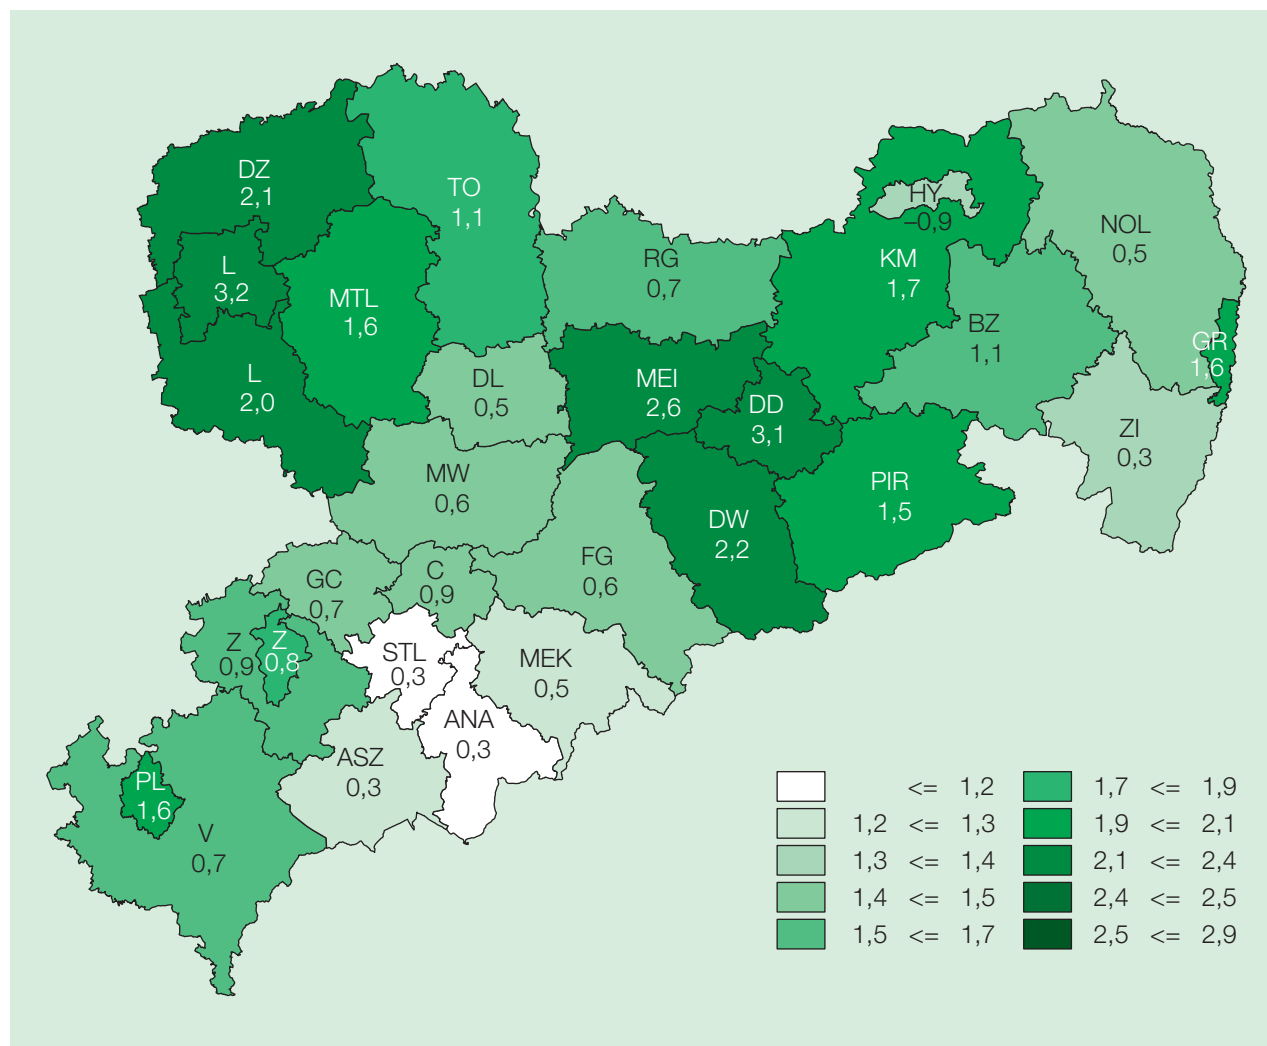 DZ
2,1
TO
1,1
HY
–0,9
NOL
0,5
L
3,2
MTL
1,6
RG
0,7
KM
1,7
BZ
1,1
GR
1,6
L
2,0
DL
0,5
MEI
2,6
DD
3,1
ZI
0,3
MW
0,6
PIR
1,5
DW
2,2
GC
0,7
C
0,9
FG
0,6
Z
0,9
Z
0,8
STL
0,3
MEK
0,5
ANA
0,3
ASZ
0,3
PL
1,6
V
0,7
<= 1,2
1,2 <= 1,3
1,3 <= 1,4
1,4 <= 1,5
1,5 <= 1,7
1,7 <= 1,9
1,9 <= 2,1
2,1 <= 2,4
2,4 <= 2,5
2,5 <= 2,9